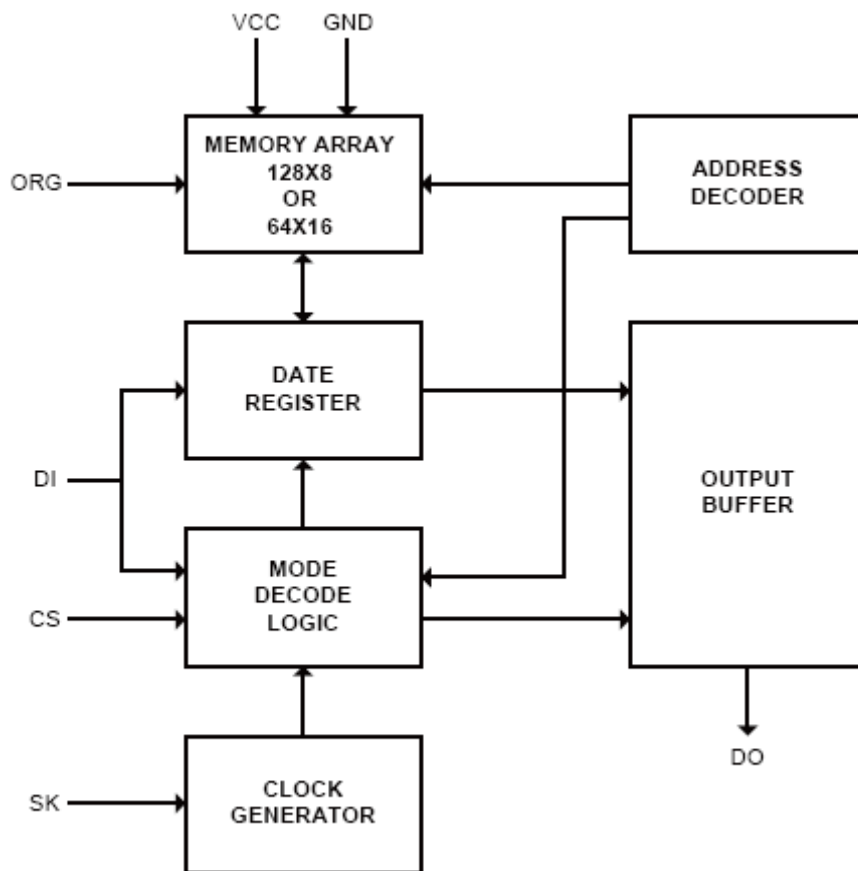 VCC
GND
MEMORY ARRAY
128X8
OR
64X16
ADDRESS
DECODER
ORG
DATE
REGISTER
DI
OUTPUT
BUFFER
MODE
DECODE
LOGIC
CS
DO
CLOCK
GENERATOR
SK